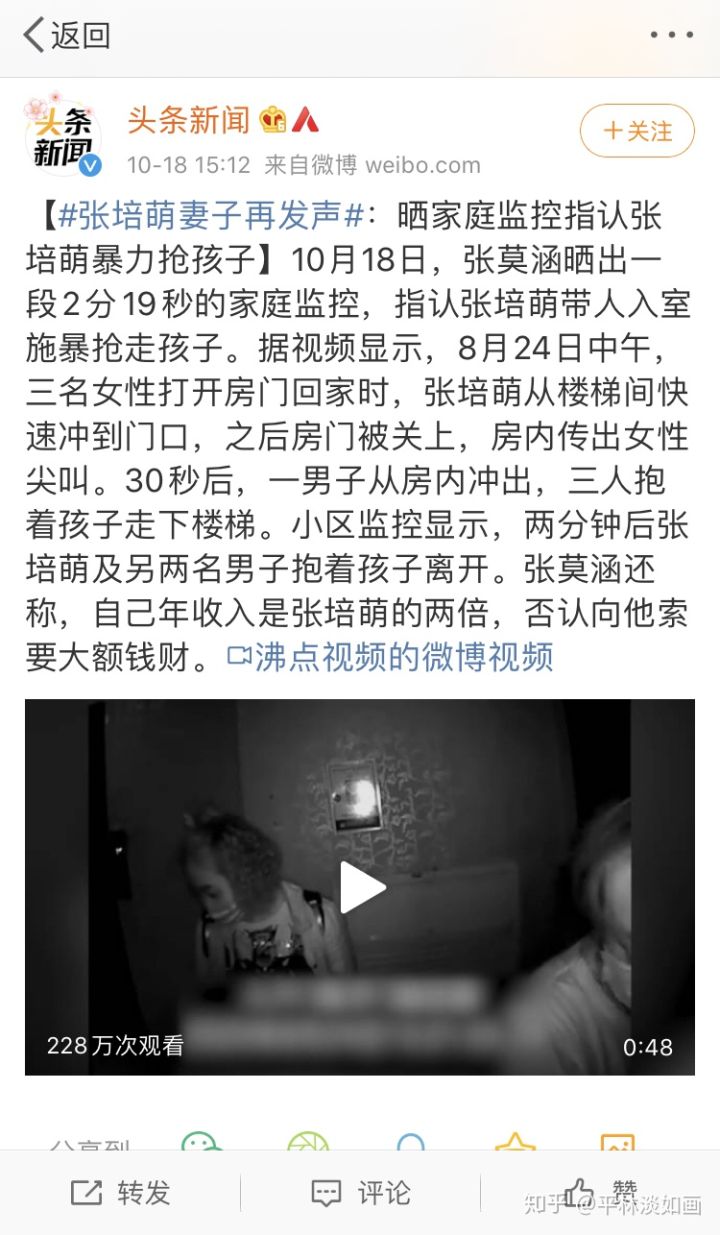 返回
头条新闻
+关注
10-18 15:12 来自微博 weibo.com
【#张培萌妻子再发声#：晒家庭监控指认张
培萌暴力抢孩子】10月18日，张莫涵晒出一
段2分19秒的家庭监控，指认张培萌带人入室
施暴抢走孩子。据视频显示，8月24日中午，
三名女性打开房门回家时，张培萌从楼梯间快
速冲到门口，之后房门被关上，房内传出女性
尖叫。30秒后，一男子从房内冲出，三人抱
着孩子走下楼梯。小区监控显示，两分钟后张
培萌及另两名男子抱着孩子离开。张莫涵还
称，自己年收入是张培萌的两倍，否认向他索
要大额钱财。沸点视频的微博视频
228万次观看
0:48
分享到
转发
评论
赞
知乎 @平林淡如画